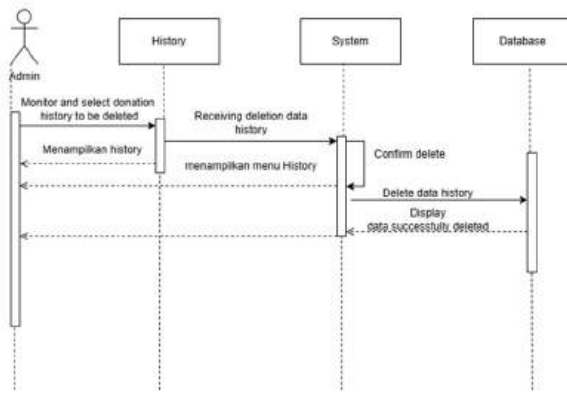 History
System
Database
Admin
Monitor and select donation
history to be deleted
Receiving deletion data
history
Menampilkan history
Confirm delete
menampilkan menu History
Delete data history
Display
data successfully deleted